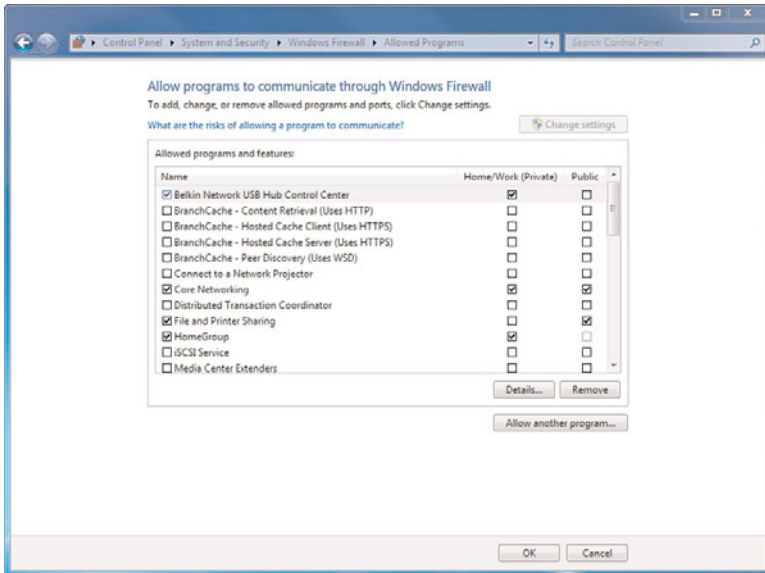 Control Panel System and Security Windows Firewall Allowed Programs Search Control Panel
Allow programs to communicate through Windows Firewall
To add, change, or remove allowed programs and ports, click Change settings.
What are the risks of allowing a program to communicate? Change settings
Allowed programs and features:
Name Home/Work (Private) Public
Belkin Network USB Hub Control Center
BranchCache - Content Retrieval (Uses HTTP)
BranchCache - Hosted Cache Client (Uses HTTPS)
BranchCache - Hosted Cache Server (Uses HTTPS)
BranchCache - Peer Discovery (Uses WSD)
Connect to a Network Projector
Core Networking
Distributed Transaction Coordinator
File and Printer Sharing
HomeGroup
iSCSI Service
Media Center Extenders
Details... Remove
Allow another program...
OK Cancel